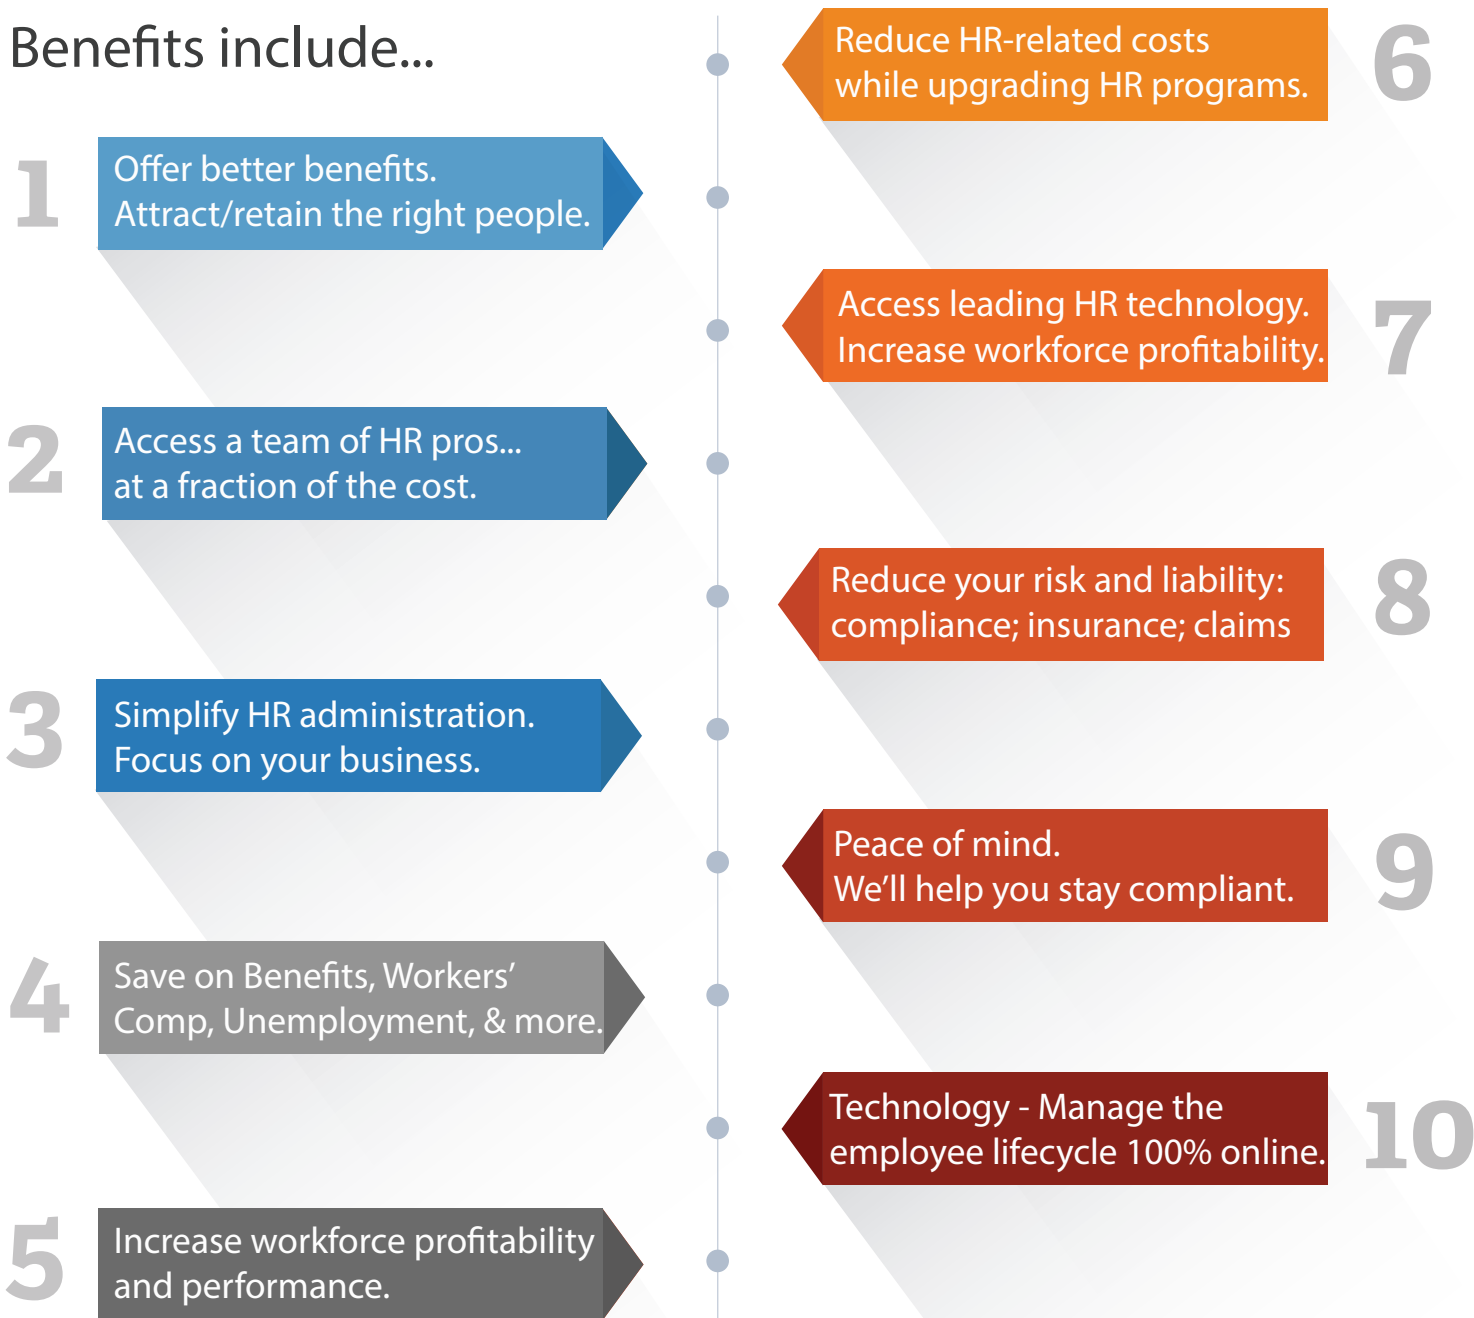 Benefits include...
1
Offer better benefits.
Attract/retain the right people.
2
Access a team of HR pros...
at a fraction of the cost.
3
Simplify HR administration.
Focus on your business.
4
Save on Benefits, Workers’
Comp, Unemployment, & more.
5
Increase workforce profitability
and performance.
6
Reduce HR-related costs
while upgrading HR programs.
7
Access leading HR technology.
Increase workforce profitability.
8
Reduce your risk and liability:
compliance; insurance; claims
9
Peace of mind.
We’ll help you stay compliant.
10
Technology - Manage the
employee lifecycle 100% online.